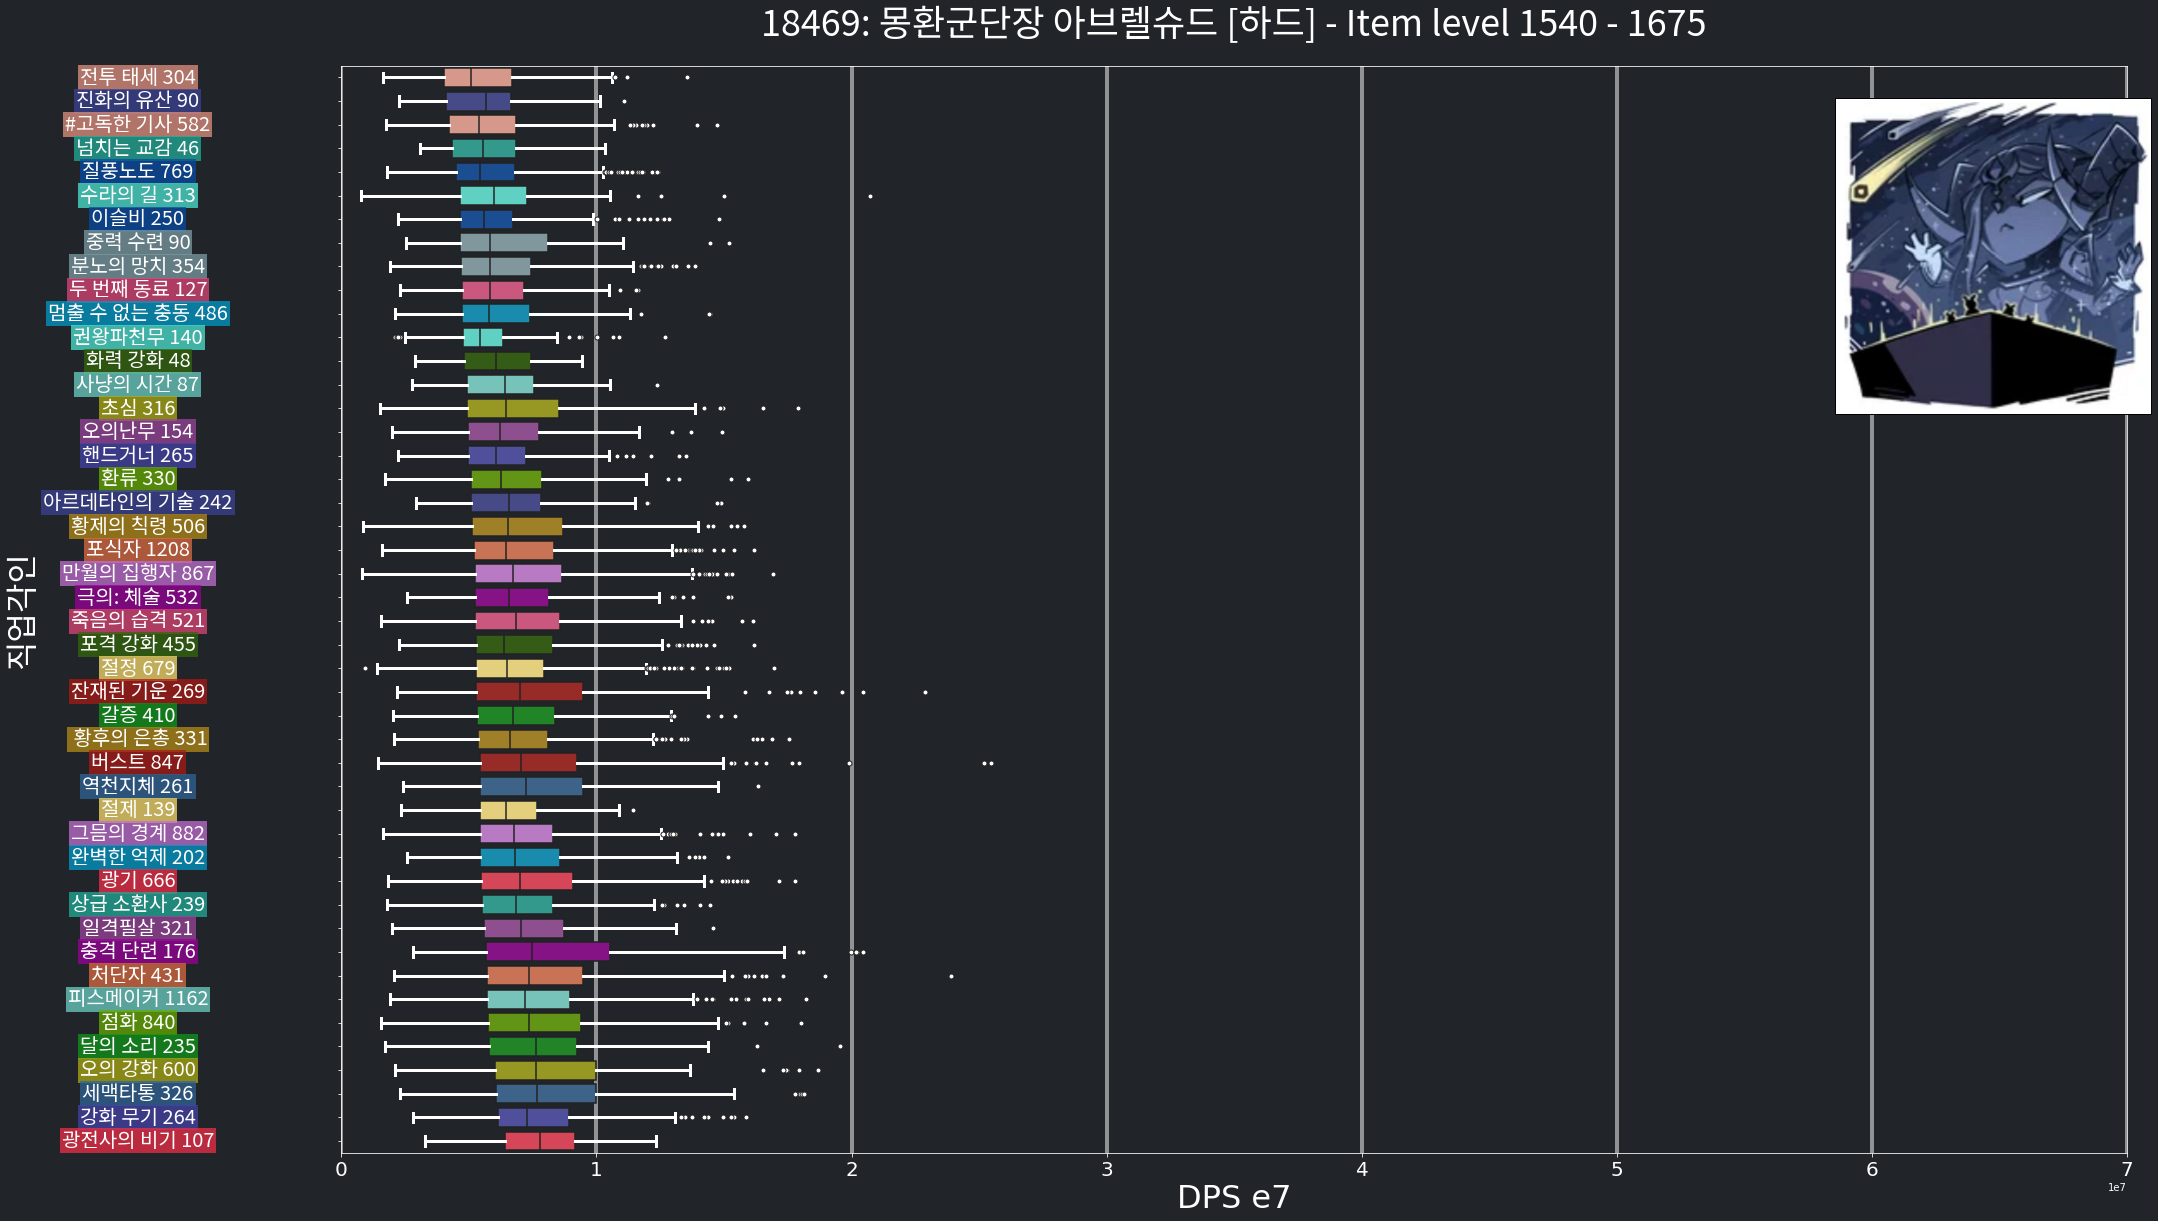 18469: 몽환군단장 아브렐슈드 [하드] - Item level 1540 - 1675
직업각인
전투 태세 304
진화의 유산 90
#고독한 기사 582
넘치는 교감 46
질풍노도 769
수라의 길 313
이슬비 250
중력 수련 90
분노의 망치 354
두 번째 동료 127
멈출 수 없는 충동 486
권왕파천무 140
화력 강화 48
사냥의 시간 87
초심 316
오의난무 154
핸드거너 265
환류 330
아르데타인의 기술 242
황제의 칙령 506
포식자 1208
만월의 집행자 867
극의: 체술 532
죽음의 습격 521
포격 강화 455
절정 679
잔재된 기운 269
갈증 410
황후의 은총 331
버스트 847
역천지체 261
절제 139
그믐의 경계 882
완벽한 억제 202
광기 666
상급 소환사 239
일격필살 321
충격 단련 176
처단자 431
피스메이커 1162
점화 840
달의 소리 235
오의 강화 600
세맥타통 326
강화 무기 264
광전사의 비기 107
0 1 2 3 4 5 6 7
1e7
DPS e7